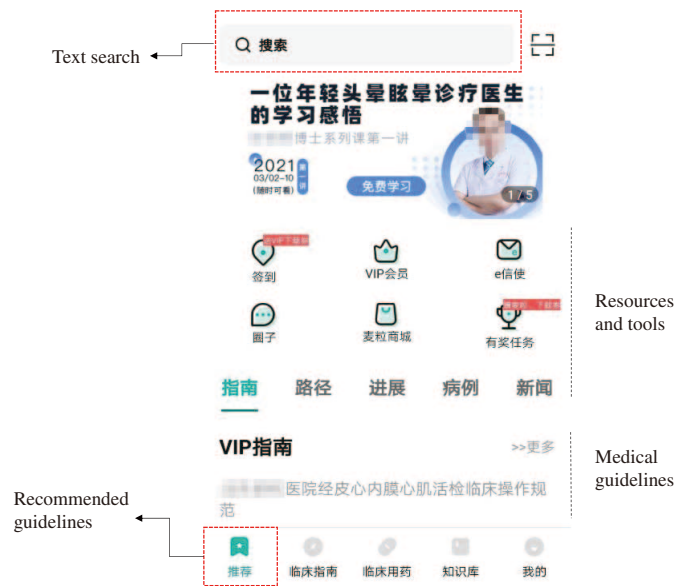 Text search
搜索
一位年轻头晕眩晕诊疗医生
的学习感悟
博士系列课第一讲
2021
03/02-10
(随时可看)
第一讲
免费学习
1/5
签到
VIP会员
e信使
圈子
麦粒商城
有奖任务
Resources
and tools
指南
路径
进展
病例
新闻
VIP指南
>>更多
医院经皮心内膜心肌活检临床操作规
范
Medical
guidelines
Recommended
guidelines
推荐
临床指南
临床用药
知识库
我的